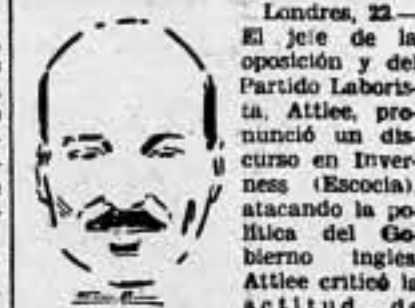 Londres, 22.—
El jefe de la
oposición y del
Partido Laboris-
ta, Attlee, pro-
nunció un dis-
curso en Inver-
ness (Escocia)
atacando la po-
lítica del Go-
bierno inglés
Attlee criticó
actitud